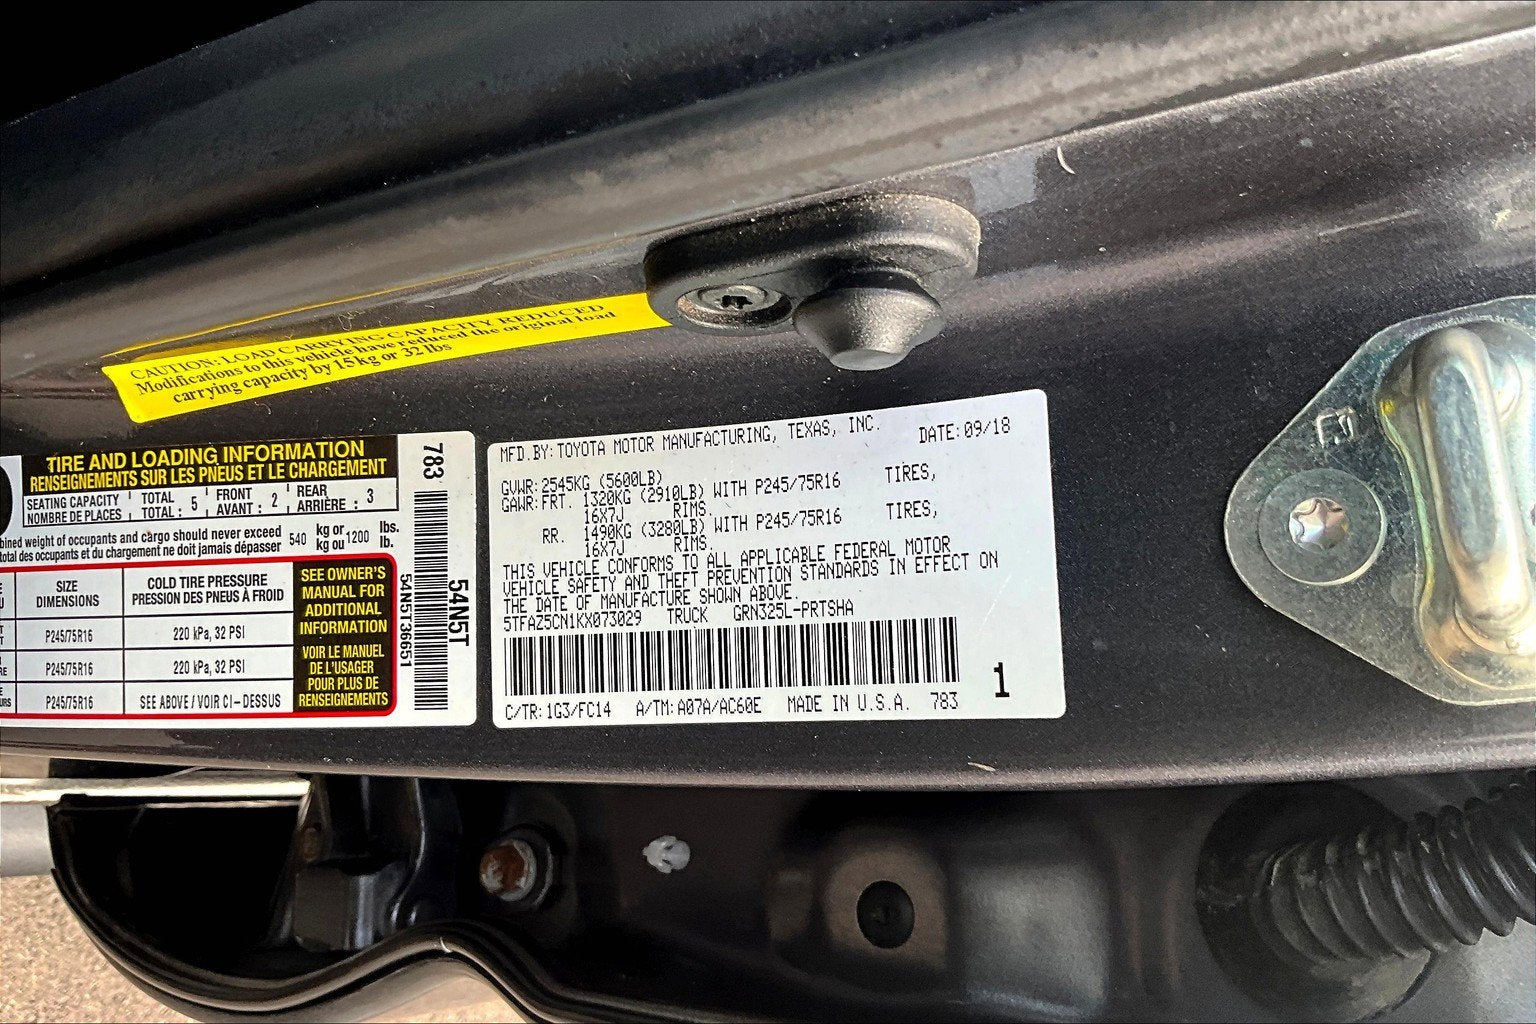 CAUTION: LOAD CARRYING CAPACITY REDUCED
Modifications to this vehicle have reduced the original load
carrying capacity by 15 kg or 32 lbs
TIRE AND LOADING INFORMATION
RENSEIGNEMENTS SUR LES PNEUS ET LE CHARGEMENT
SEATING CAPACITY TOTAL FRONT REAR
NOMBRE DE PLACES TOTAL : 5 AVANT : 2 ARRIÈRE : 3
weight of occupants and cargo should never exceed 540 kg or 1200 lbs.
total des occupants et du chargement ne doit jamais dépasser kg ou lb.
SIZE COLD TIRE PRESSURE
DIMENSIONS PRESSION DES PNEUS À FROID
P245/75R16 220 kPa, 32 PSI
P245/75R16 220 kPa, 32 PSI
P245/75R16 SEE ABOVE / VOIR CI-DESSUS
SEE OWNER'S
MANUAL FOR
ADDITIONAL
INFORMATION
VOIR LE MANUEL
DE L'USAGER
POUR PLUS DE
RENSEIGNEMENTS
783
54N5T36651
54N5T
MFD.BY: TOYOTA MOTOR MANUFACTURING, TEXAS, INC. DATE: 09/18
GVWR: 2545KG (5600LB)
GAWR: FRT. 1320KG (2910LB) WITH P245/75R16 TIRES,
16X7J RIMS.
RR. 1490KG (3280LB) WITH P245/75R16 TIRES,
16X7J RIMS.
THIS VEHICLE CONFORMS TO ALL APPLICABLE FEDERAL MOTOR
VEHICLE SAFETY AND THEFT PREVENTION STANDARDS IN EFFECT ON
THE DATE OF MANUFACTURE SHOWN ABOVE.
5TFAZ5CN1KX073029 TRUCK GRN325L-PRTSHA
C/TR: 1G3/FC14 A/TM: A07A/AC60E MADE IN U.S.A. 783
1